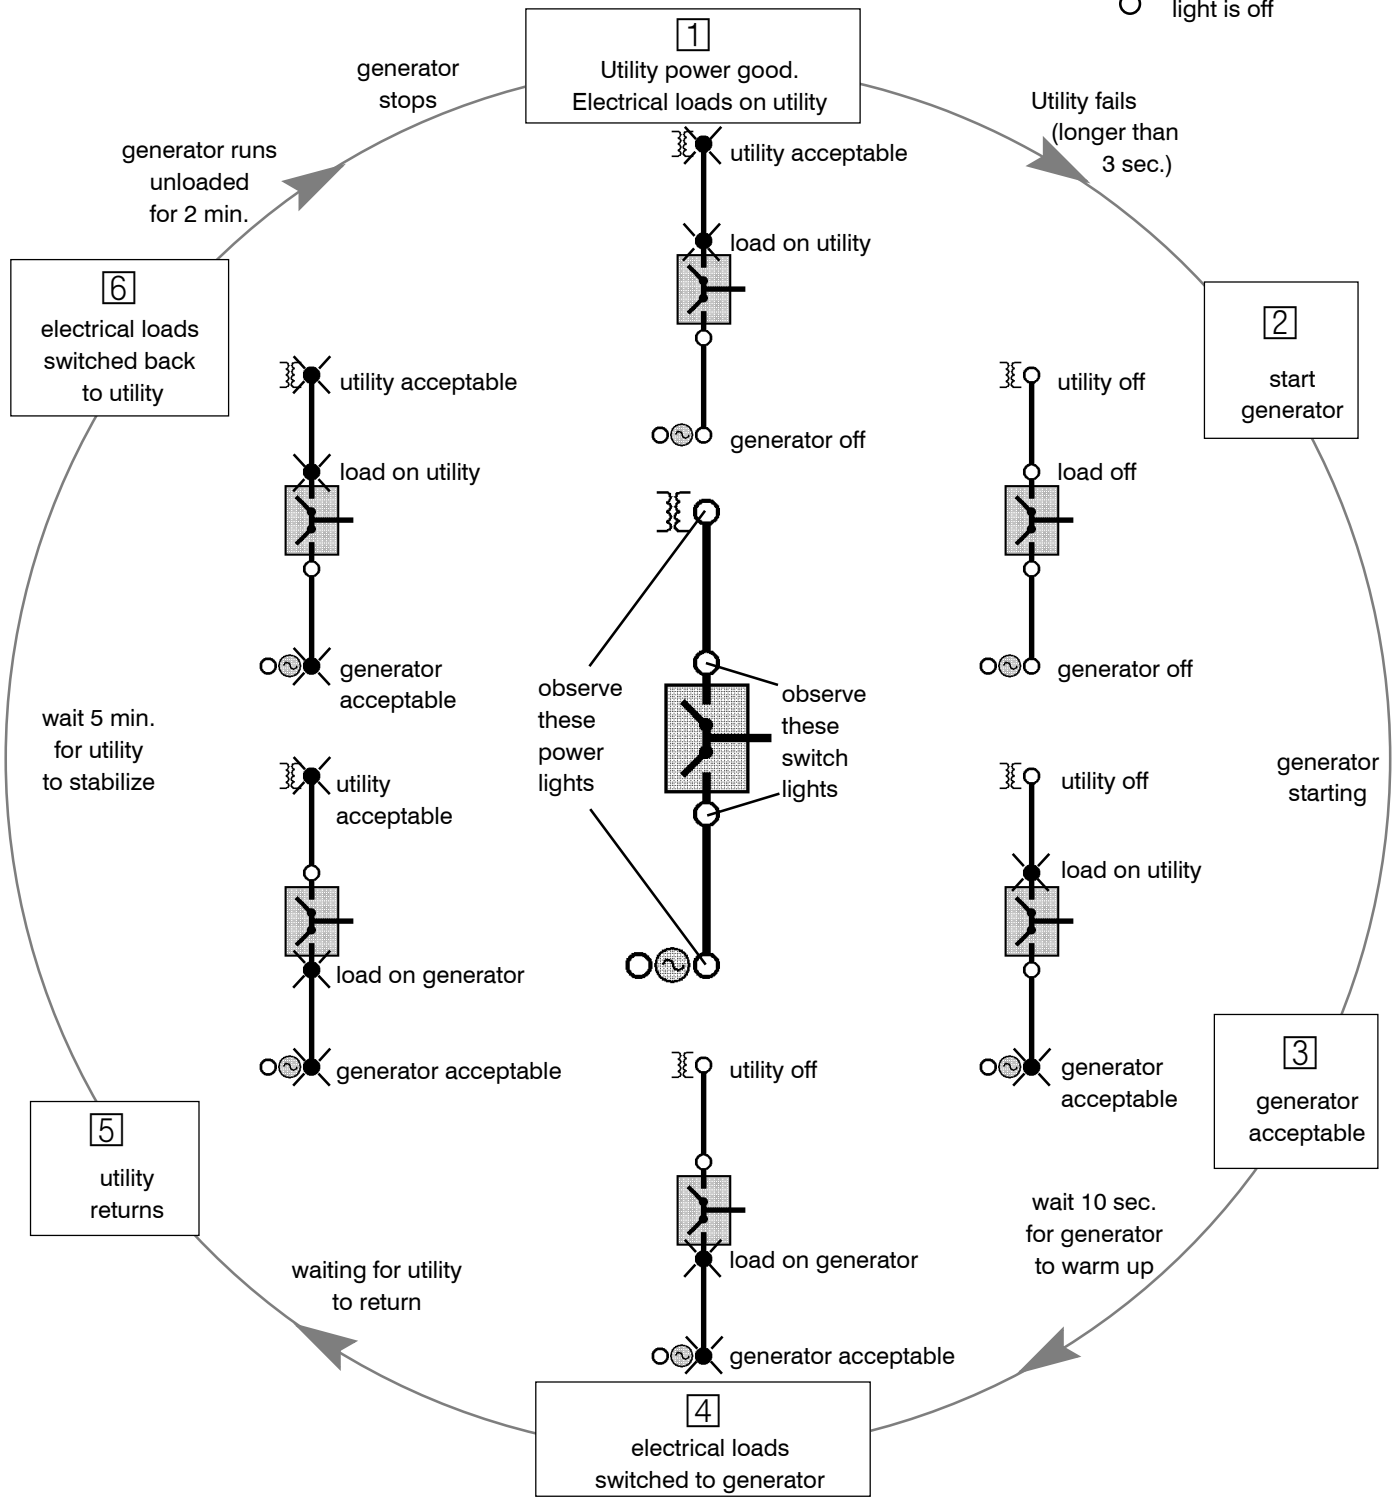 light is off
1
Utility power good.
Electrical loads on utility
generator
stops
Utility fails
(longer than
3 sec.)
generator runs
unloaded
for 2 min.
utility acceptable
load on utility
generator off
6
electrical loads
switched back
to utility
2
start
generator
utility acceptable
load on utility
generator
acceptable
utility off
load off
generator off
observe
these
power
lights
observe
these
switch
lights
wait 5 min.
for utility
to stabilize
generator
starting
utility
acceptable
load on generator
generator acceptable
utility off
load on utility
generator
acceptable
3
generator
acceptable
5
utility
returns
utility off
load on generator
generator acceptable
wait 10 sec.
for generator
to warm up
waiting for utility
to return
4
electrical loads
switched to generator